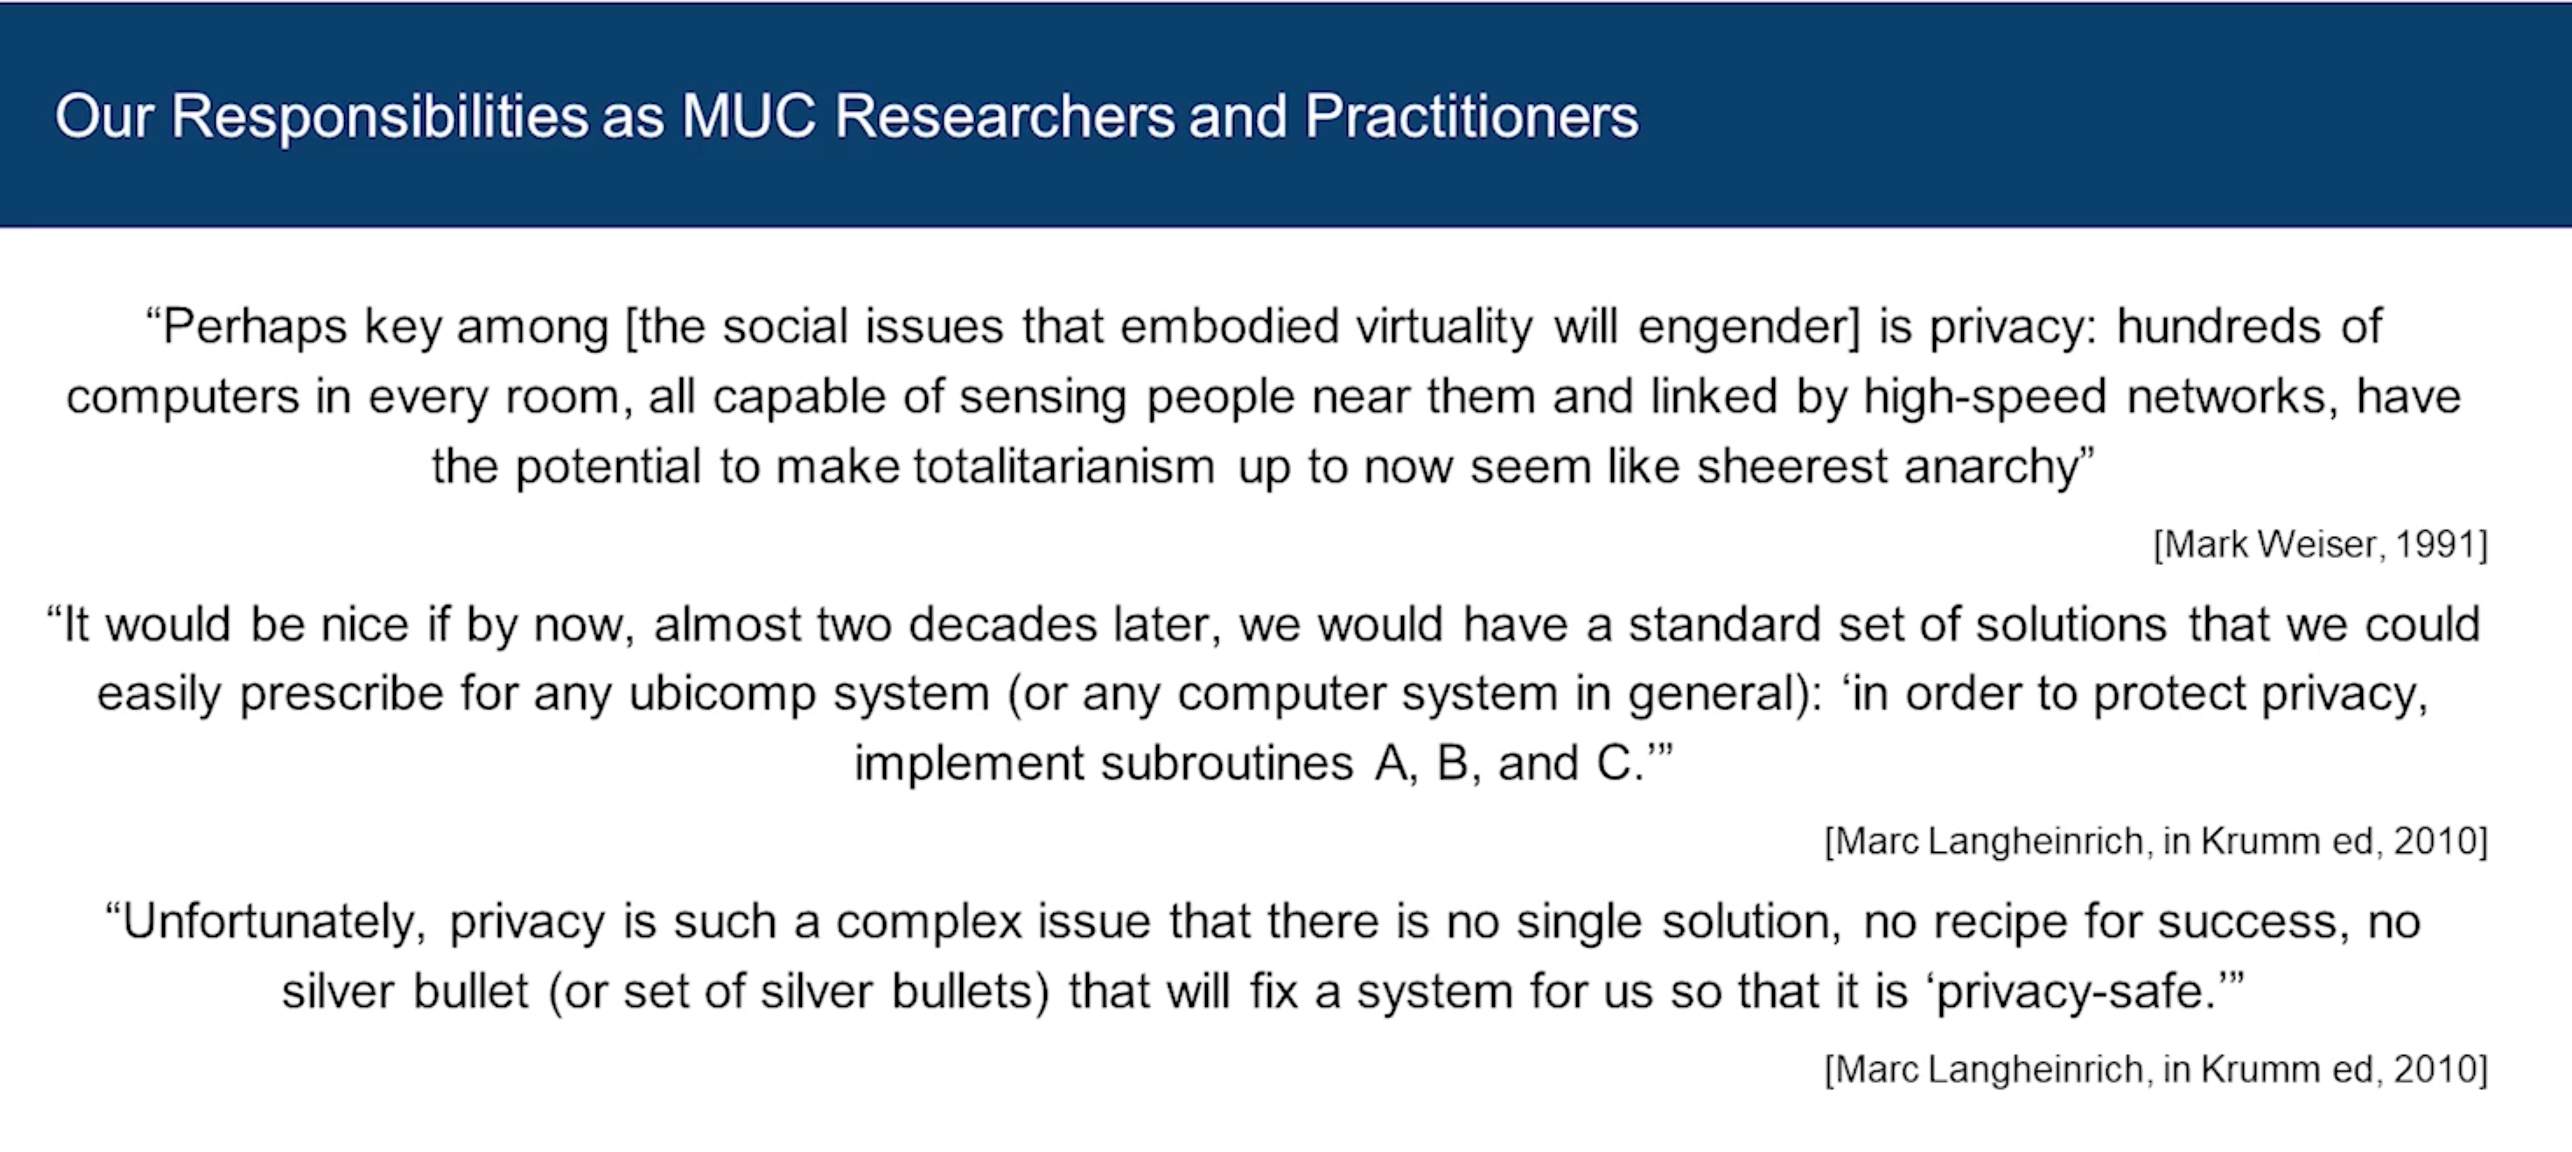 Our Responsibilities as MUC Researchers and Practitioners
“Perhaps key among [the social issues that embodied virtuality will engender] is privacy: hundreds of
computers in every room, all capable of sensing people near them and linked by high-speed networks, have
the potential to make totalitarianism up to now seem like sheerest anarchy”
[Mark Weiser, 1991]
“It would be nice if by now, almost two decades later, we would have a standard set of solutions that we could
easily prescribe for any ubicomp system (or any computer system in general): ‘in order to protect privacy,
implement subroutines A, B, and C.’”
[Marc Langheinrich, in Krumm ed, 2010]
“Unfortunately, privacy is such a complex issue that there is no single solution, no recipe for success, no
silver bullet (or set of silver bullets) that will fix a system for us so that it is ‘privacy-safe.’”
[Marc Langheinrich, in Krumm ed, 2010]